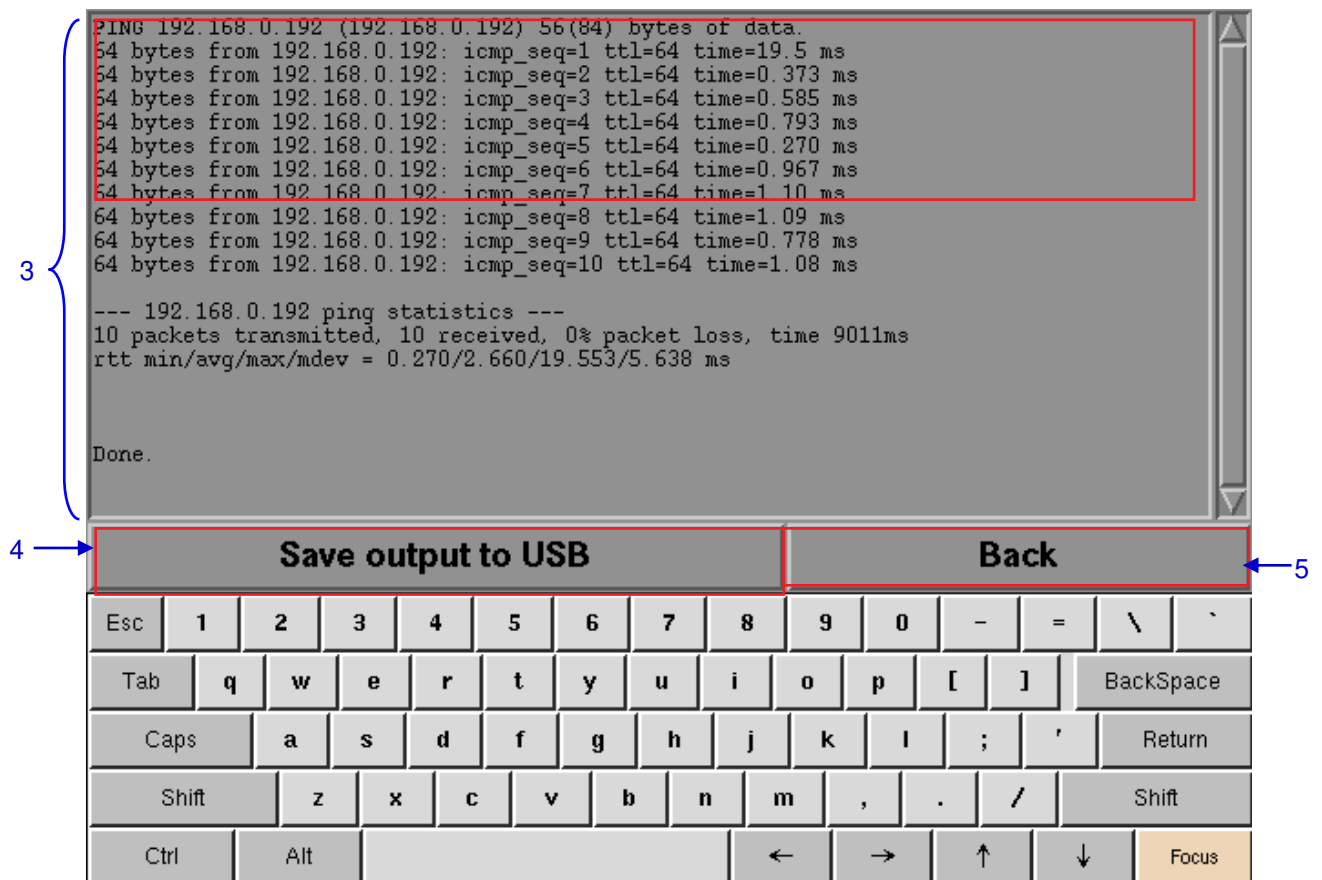 PING 192.168.0.192 (192.168.0.192) 56(84) bytes of data.
64 bytes from 192.168.0.192: icmp_seq=1 ttl=64 time=19.5 ms
64 bytes from 192.168.0.192: icmp_seq=2 ttl=64 time=0.373 ms
64 bytes from 192.168.0.192: icmp_seq=3 ttl=64 time=0.585 ms
64 bytes from 192.168.0.192: icmp_seq=4 ttl=64 time=0.793 ms
64 bytes from 192.168.0.192: icmp_seq=5 ttl=64 time=0.270 ms
64 bytes from 192.168.0.192: icmp_seq=6 ttl=64 time=0.967 ms
64 bytes from 192.168.0.192: icmp_seq=7 ttl=64 time=1.10 ms
64 bytes from 192.168.0.192: icmp_seq=8 ttl=64 time=1.09 ms
64 bytes from 192.168.0.192: icmp_seq=9 ttl=64 time=0.778 ms
64 bytes from 192.168.0.192: icmp_seq=10 ttl=64 time=1.08 ms
3
--- 192.168.0.192 ping statistics ---
10 packets transmitted, 10 received, 0% packet loss, time 9011ms
rtt min/avg/max/mdev = 0.270/2.660/19.553/5.638 ms
Done.
4 Save output to USB Back 5
Esc 1 2 3 4 5 6 7 8 9 0 - = \ `
Tab q w e r t y u i o p [ ] BackSpace
Caps a s d f g h j k l ; ' Return
Shift z x c v b n m , . / Shift
Ctrl Alt ← → ↑ ↓ Focus